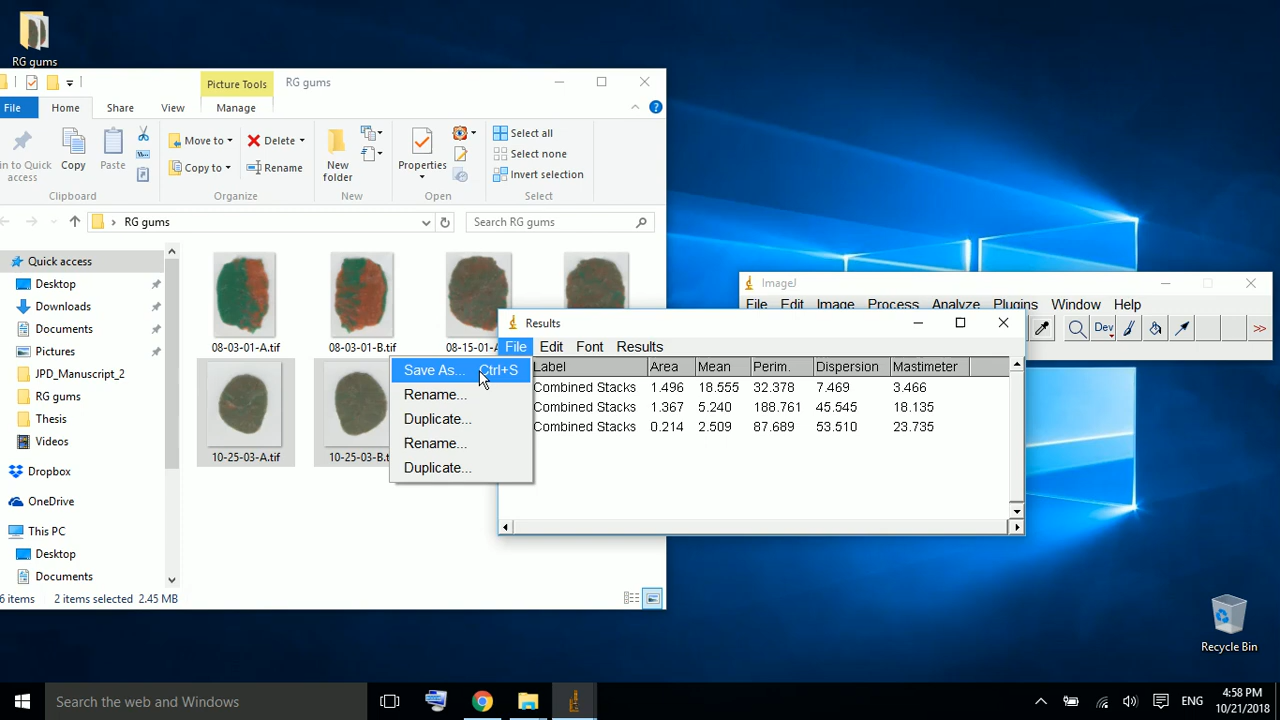 RG gums
Picture Tools
RG gums
File
Home
Share
View
Manage
in to Quick
access
Copy
Paste
Clipboard
Move to
Copy to
Delete
Rename
Organize
New
folder
New
Properties
Open
Select all
Select none
Invert selection
Select
RG gums
Search RG gums
Quick access
Desktop
Downloads
Documents
Pictures
JPD_Manuscript_2
RG gums
Thesis
Videos
Dropbox
OneDrive
This PC
Desktop
Documents
08-03-01-A.tif
08-03-01-B.tif
08-15-01-A
10-25-03-A.tif
10-25-03-B.ti
6 items 2 items selected 2.45 MB
ImageJ
File Edit Image Process Analyze Plugins Window Help
Dev
>>
Results
File Edit Font Results
Save As... Ctrl+S
Rename...
Duplicate...
Rename...
Duplicate...
Label Area Mean Perim. Dispersion Mastimeter
Combined Stacks 1.496 18.555 32.378 7.469 3.466
Combined Stacks 1.367 5.240 188.761 45.545 18.135
Combined Stacks 0.214 2.509 87.689 53.510 23.735
Recycle Bin
Search the web and Windows
ENG
4:58 PM
10/21/2018